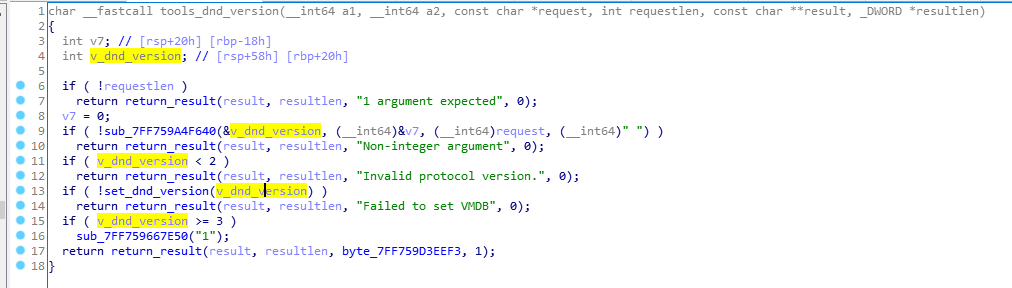 1 char __fastcall tools_dnd_version(__int64 a1, __int64 a2, const char *request, int requestlen, const char **result, _DWORD *resultlen)
2 {
3 int v7; // [rsp+20h] [rbp-18h]
4 int v_dnd_version; // [rsp+58h] [rbp+20h]
5
6 if ( !requestlen )
7 return return_result(result, resultlen, "1 argument expected", 0);
8 v7 = 0;
9 if ( !sub_7FF759A4F640(&v_dnd_version, (__int64)&v7, (__int64)request, (__int64)" ") )
10 return return_result(result, resultlen, "Non-integer argument", 0);
11 if ( v_dnd_version < 2 )
12 return return_result(result, resultlen, "Invalid protocol version.", 0);
13 if ( !set_dnd_version(v_dnd_version) )
14 return return_result(result, resultlen, "Failed to set VMDB", 0);
15 if ( v_dnd_version >= 3 )
16 sub_7FF759667E50("1");
17 return return_result(result, resultlen, byte_7FF759D3EEF3, 1);
18 }